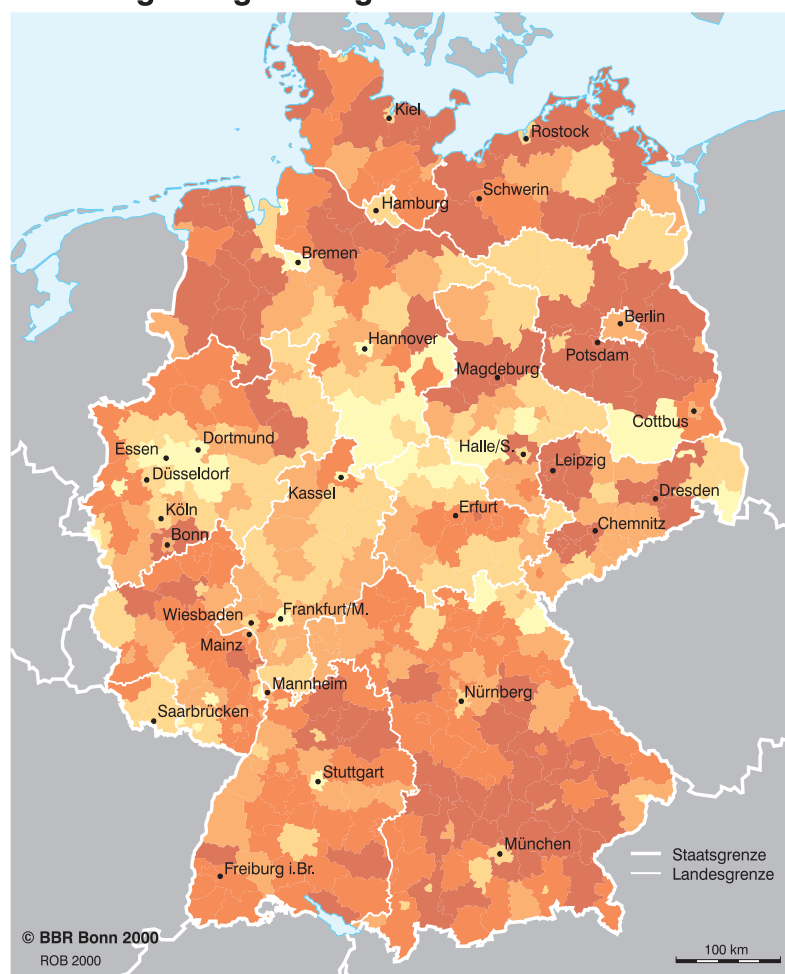 Kiel
Rostock
Schwerin
Hamburg
Bremen
Berlin
Hannover
Potsdam
Magdeburg
Cottbus
Dortmund
Essen
Halle/S.
Leipzig
Düsseldorf
Kassel
Dresden
Köln
Erfurt
Chemnitz
Bonn
Wiesbaden
Frankfurt/M.
Mainz
Mannheim
Nürnberg
Saarbrücken
Stuttgart
München
Staatsgrenze
Freiburg i.Br.
Landesgrenze
© BBR Bonn 2000
ROB 2000
100 km